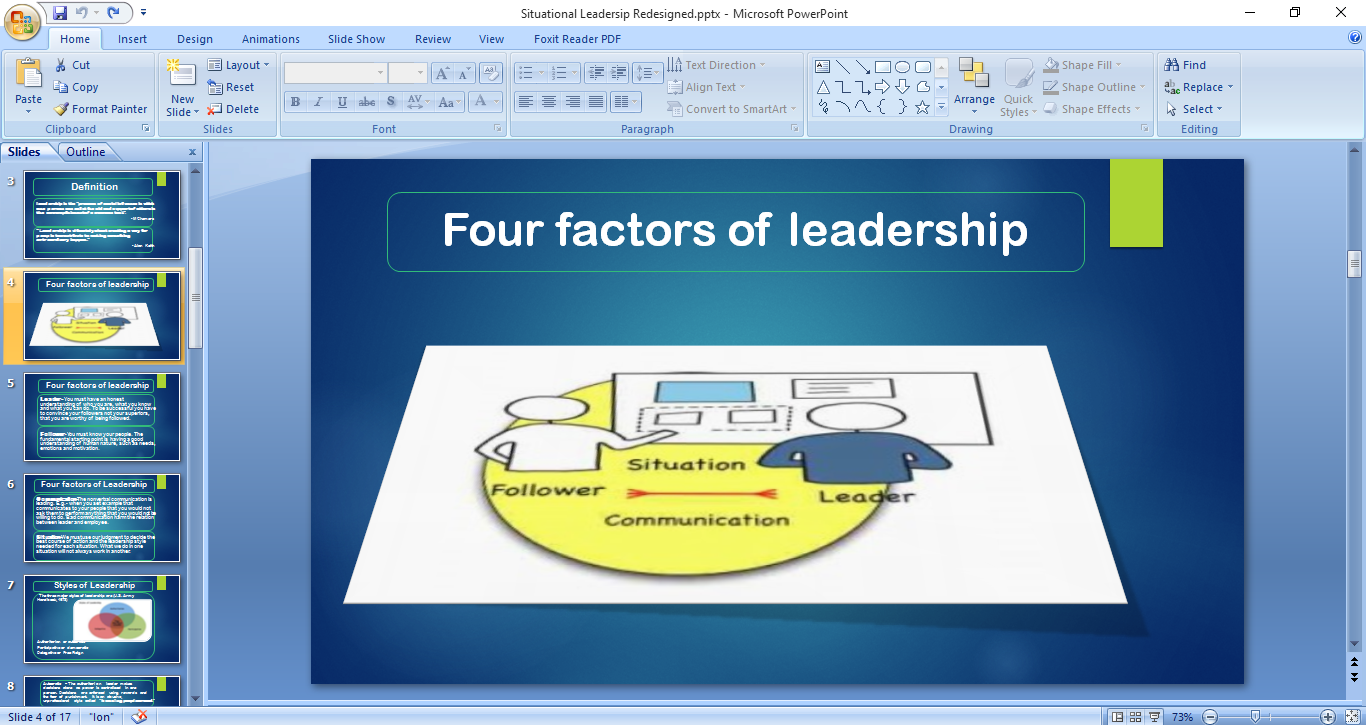 Situational Leadersip Redesigned.pptx - Microsoft PowerPoint
Home Insert Design Animations Slide Show Review View Foxit Reader PDF
Paste
Cut
Copy
Format Painter
Clipboard
New Slide
Layout
Reset
Delete
Slides
B I U abc S AV Aa A
Font
Text Direction
Align Text
Convert to SmartArt
Paragraph
Arrange
Quick Styles
Shape Fill
Shape Outline
Shape Effects
Drawing
Find
Replace
Select
Editing
Slides Outline x
3
Definition
4
Four factors of leadership
Situation
Follower
Leader
Communication
5
Four factors of leadership
Leader-You must have an honest
understanding of who you are, what you know
and what you can do. To be successful you have
to convince your followers not your superiors,
that you are worthy of being followed.
Follower-You must know your people. The
fundamental starting point is having a good
understanding of human nature, such as needs,
emotions and motivation.
6
Four factors of Leadership
7
Styles of Leadership
8
Four factors of leadership
Situation
Follower
Leader
Communication
Slide 4 of 17 "Ion" 73%